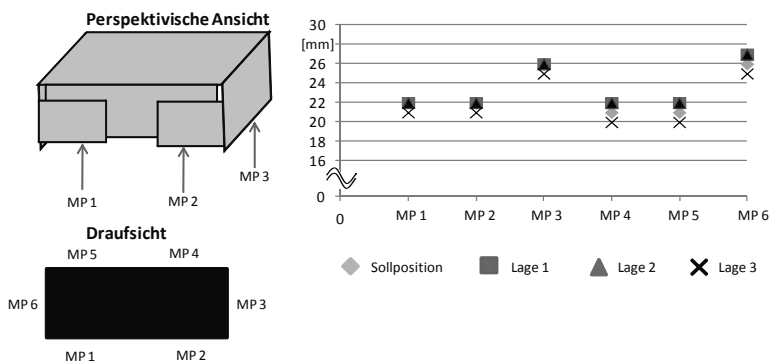 Perspektivische Ansicht
MP 1
MP 2
MP 3
Draufsicht
MP 5 MP 4
MP 6 MP 3
MP 1 MP 2
30
[mm]
26
24
22
20
18
16
0
0 MP 1 MP 2 MP 3 MP 4 MP 5 MP 6
Sollposition Lage 1 Lage 2 Lage 3